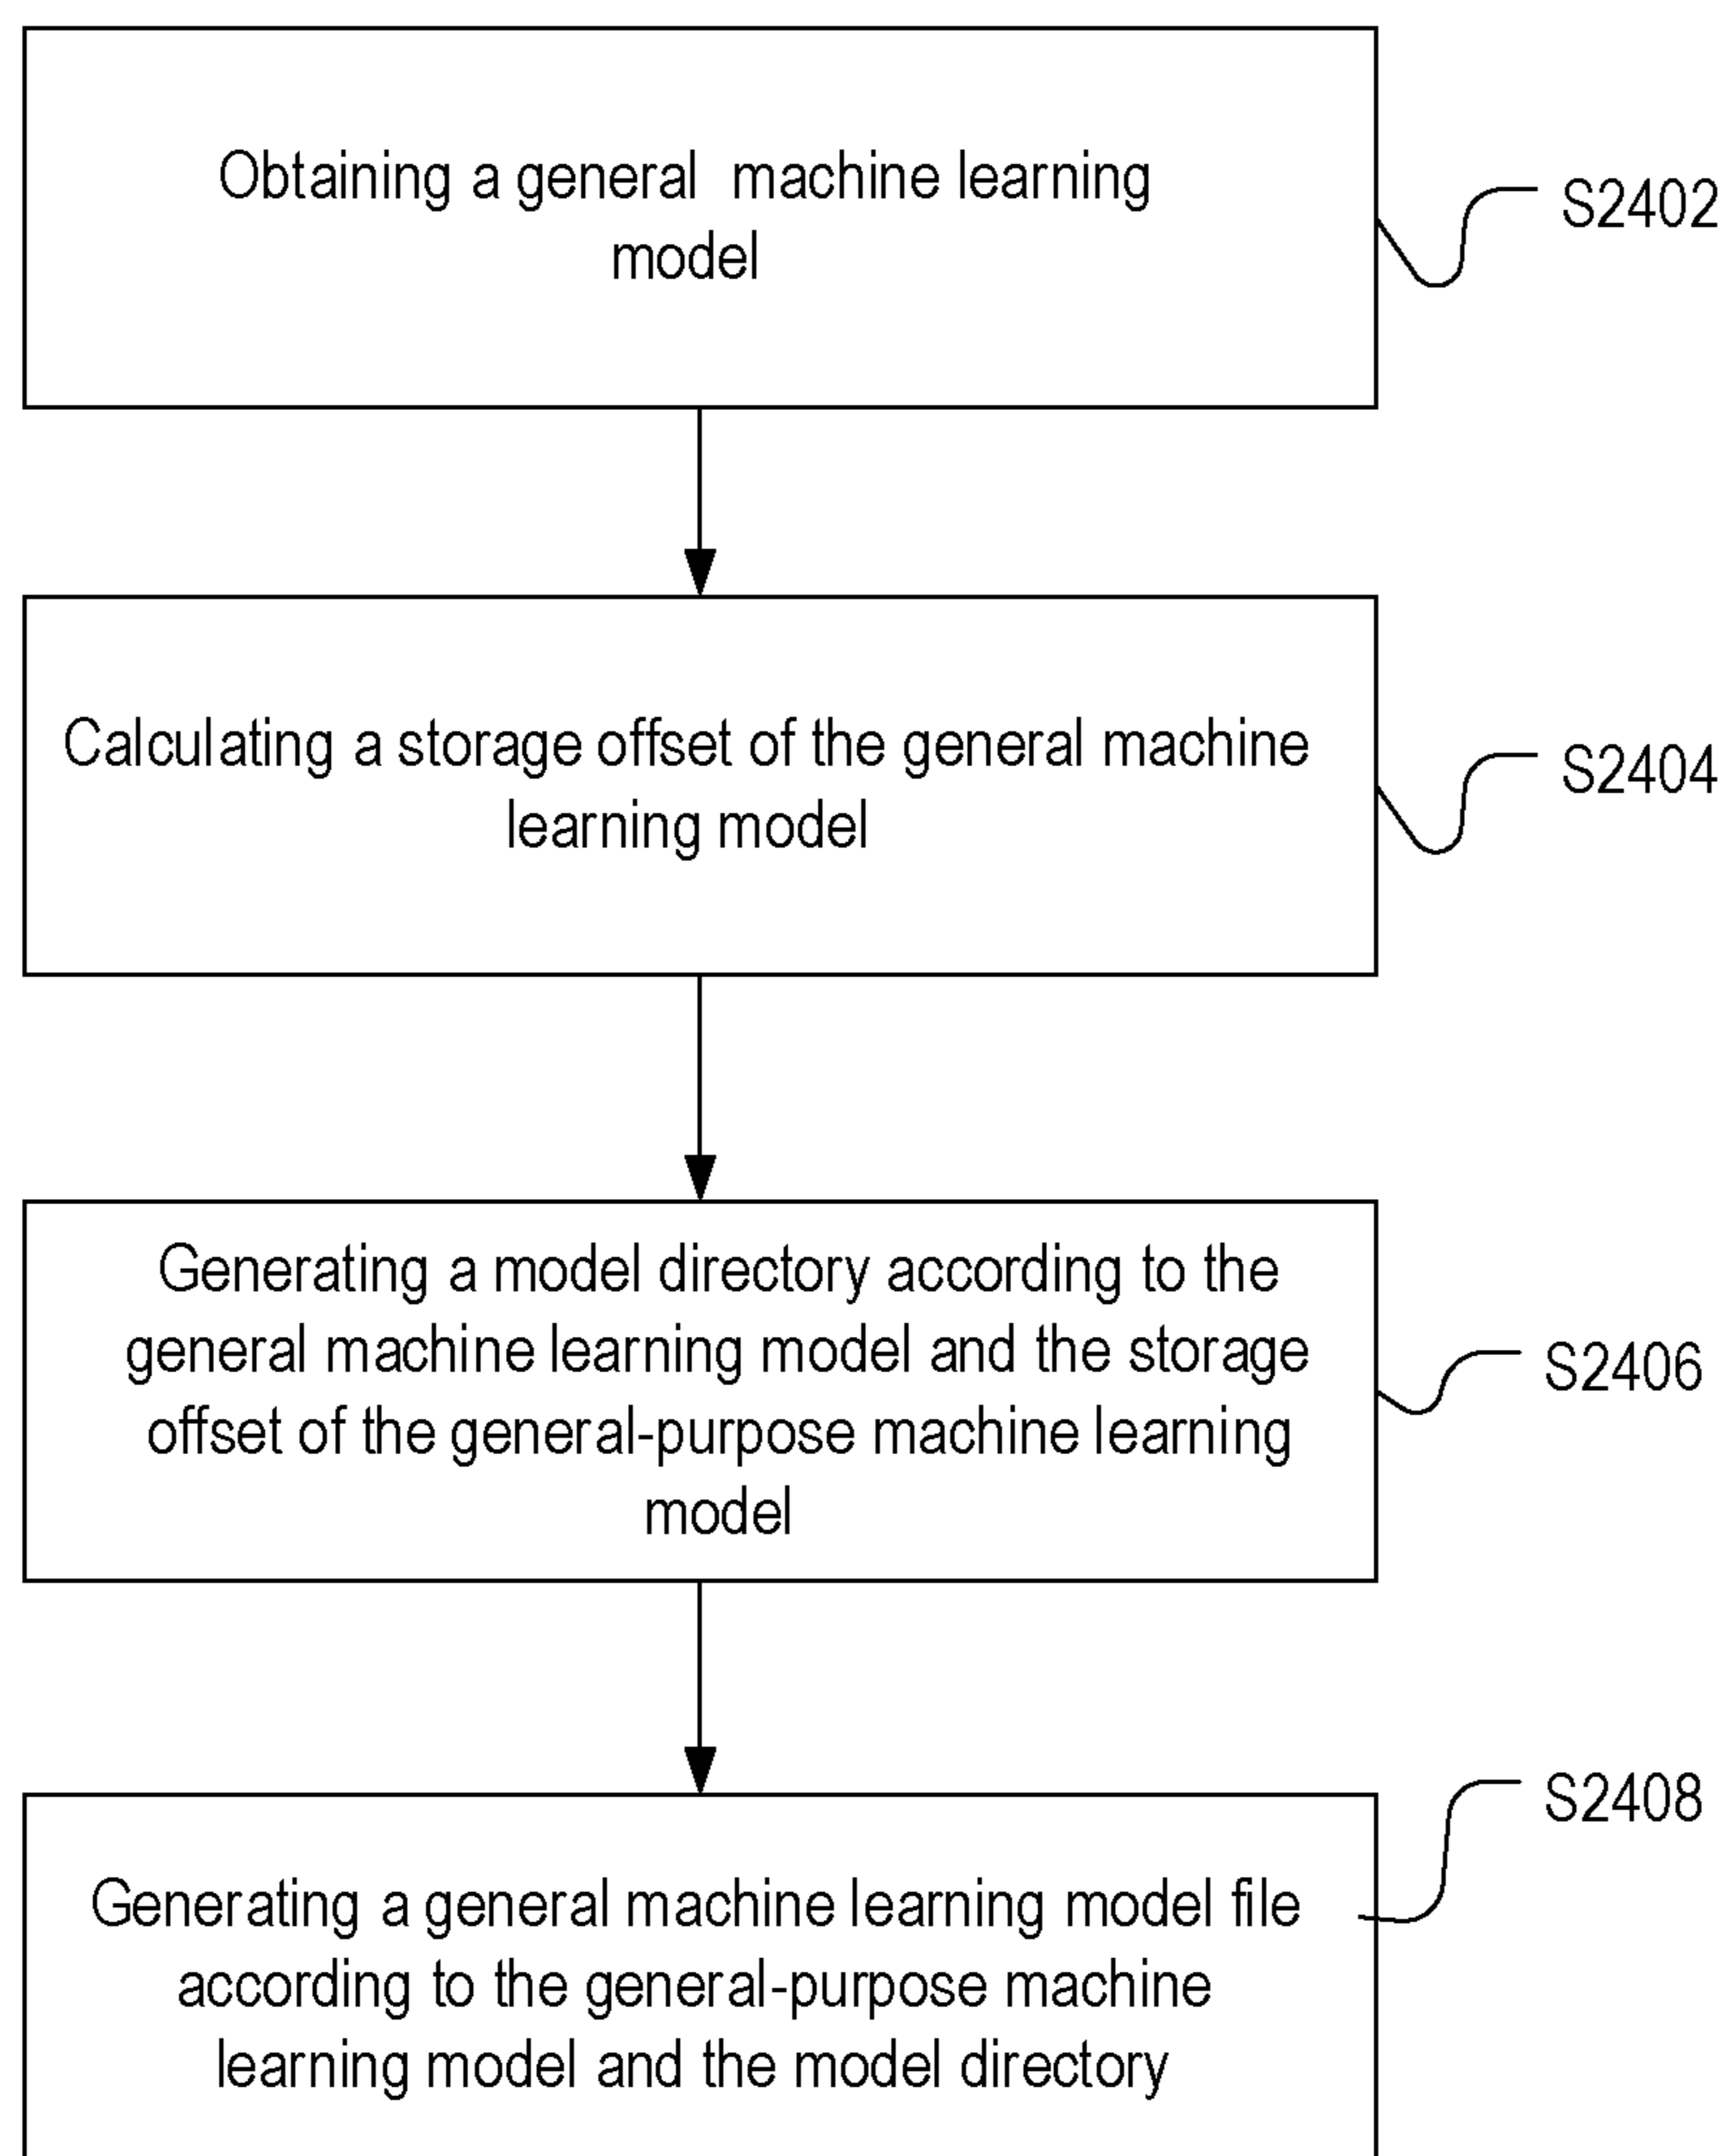 Obtaining a general machine learning
model
S2402
Calculating a storage offset of the general machine
learning model
S2404
Generating a model directory according to the
general machine learning model and the storage
offset of the general-purpose machine learning
model
S2406
S2408
Generating a general machine learning model file
according to the general-purpose machine
learning model and the model directory